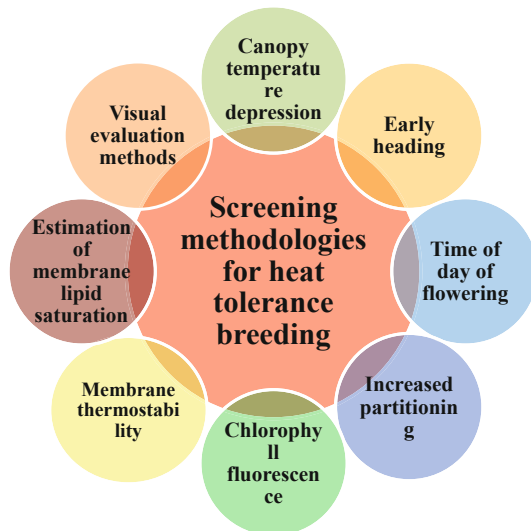 Canopy
temperatu
re
depression
Early
heading
Time of
day of
flowering
Increased
partitionin
g
Chlorophy
ll
fluorescen
ce
Membrane
thermostabi
lity
Estimation
of
membrane
lipid
saturation
Visual
evaluation
methods
Screening
methodologies
for heat
tolerance
breeding